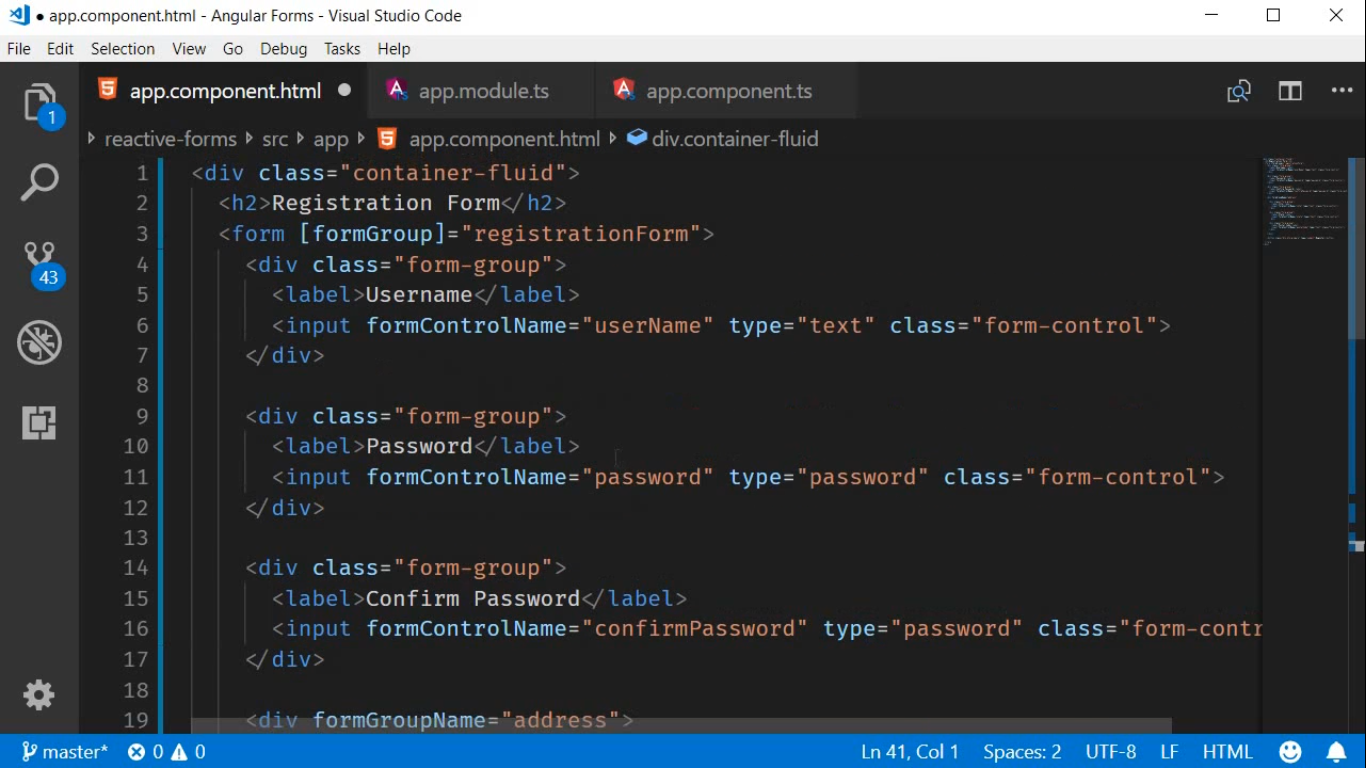 ● app.component.html - Angular Forms - Visual Studio Code
File Edit Selection View Go Debug Tasks Help
app.component.html ● app.module.ts app.component.ts
1
reactive-forms src app app.component.html div.container-fluid
1 <div class="container-fluid">
2 <h2>Registration Form</h2>
3 <form [formGroup]="registrationForm">
4 <div class="form-group">
5 <label>Username</label>
6 <input formControlName="userName" type="text" class="form-control">
7 </div>
8
9 <div class="form-group">
10 <label>Password</label>
11 <input formControlName="password" type="password" class="form-control">
12 </div>
13
14 <div class="form-group">
15 <label>Confirm Password</label>
16 <input formControlName="confirmPassword" type="password" class="form-contr
17 </div>
18
19 <div formGroupName="address">
43
master* 0 0 Ln 41, Col 1 Spaces: 2 UTF-8 LF HTML